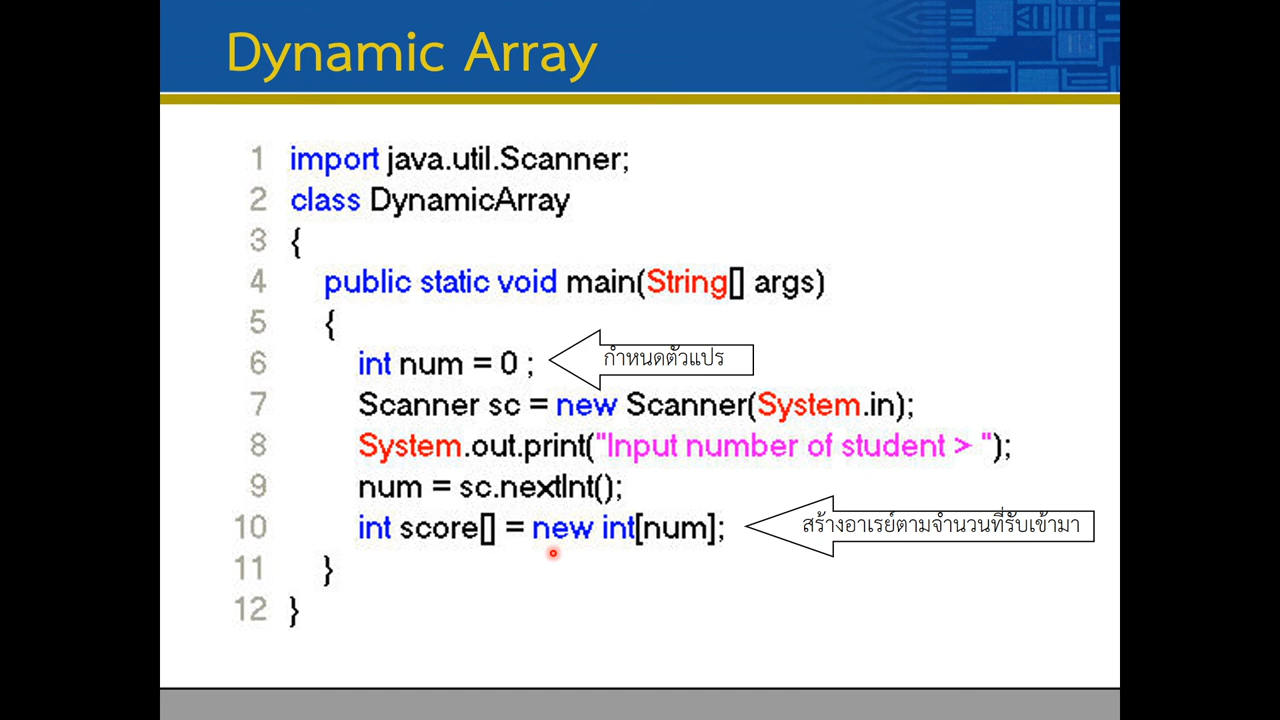 Dynamic Array
1 import java.util.Scanner;
2 class DynamicArray
3 {
4 public static void main(String[] args)
5 {
6 int num = 0 ; กำหนดตัวแปร
7 Scanner sc = new Scanner(System.in);
8 System.out.print("Input number of student > ");
9 num = sc.nextInt();
10 int score[] = new int[num]; สร้างอาเรย์ตามจำนวนที่รับเข้ามา
11 }
12 }